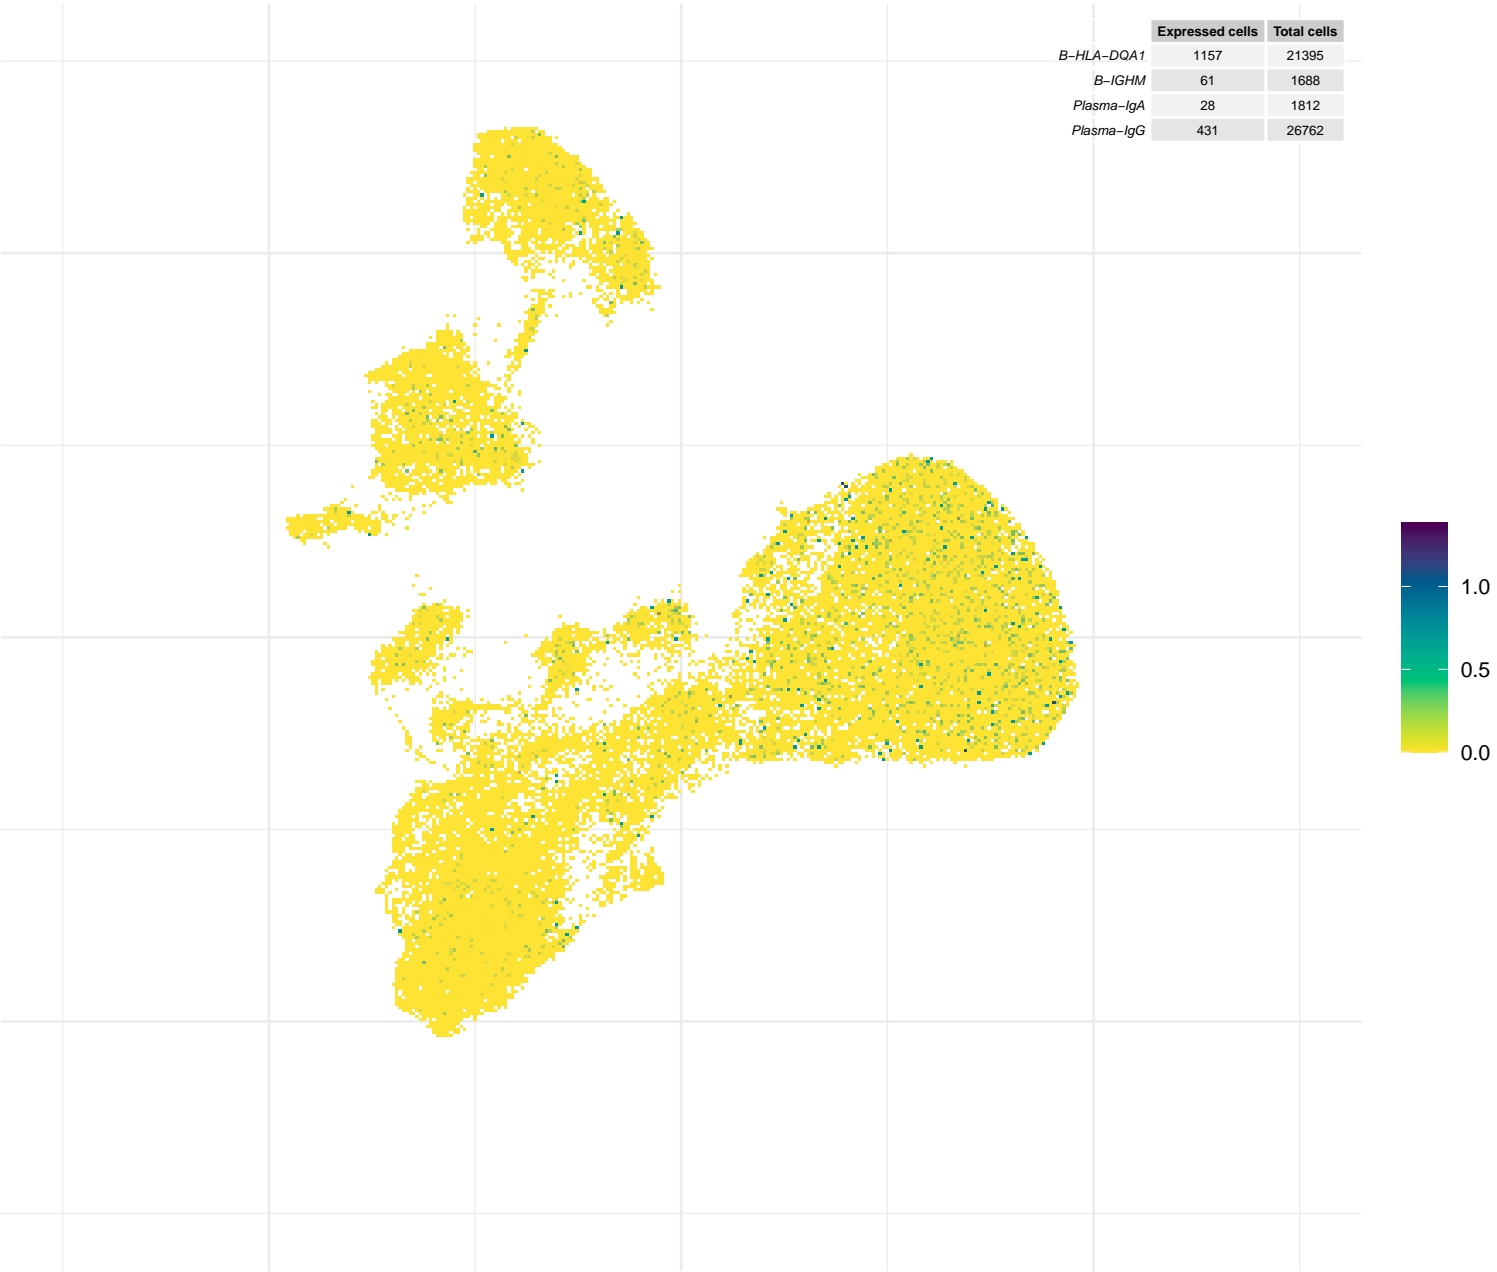 Expressed cells Total cells
B-HLA-DQA1 1157 21395
B-IGHM 61 1688
Plasma-IgA 28 1812
Plasma-IgG 431 26762
1.0
0.5
0.0